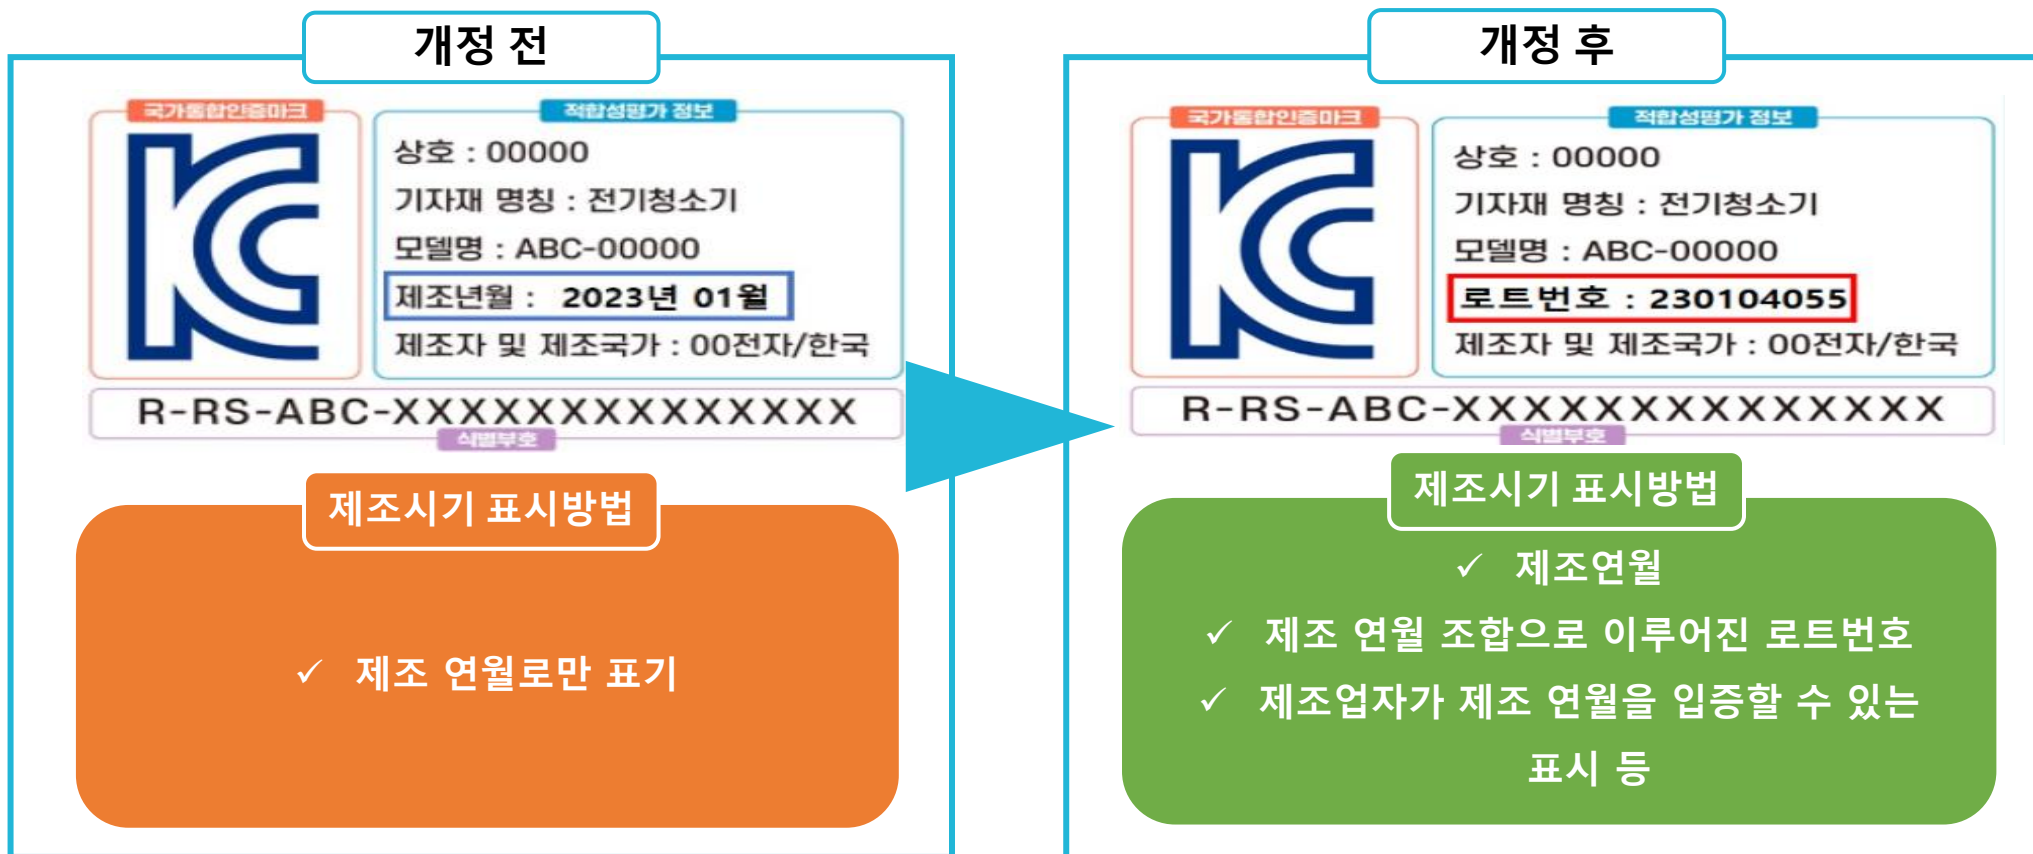 개정 전
국가통합인증마크
적합성평가 정보
상호 : 00000
기자재 명칭 : 전기청소기
모델명 : ABC-00000
제조년월 : 2023년 01월
제조자 및 제조국가 : 00전자/한국
R-RS-ABC-XXXXXXXXXXXXXX
식별부호
제조시기 표시방법
✓ 제조 연월로만 표기
개정 후
국가통합인증마크
적합성평가 정보
상호 : 00000
기자재 명칭 : 전기청소기
모델명 : ABC-00000
로트번호 : 230104055
제조자 및 제조국가 : 00전자/한국
R-RS-ABC-XXXXXXXXXXXXXX
식별부호
제조시기 표시방법
✓ 제조연월
✓ 제조 연월 조합으로 이루어진 로트번호
✓ 제조업자가 제조 연월을 입증할 수 있는
표시 등